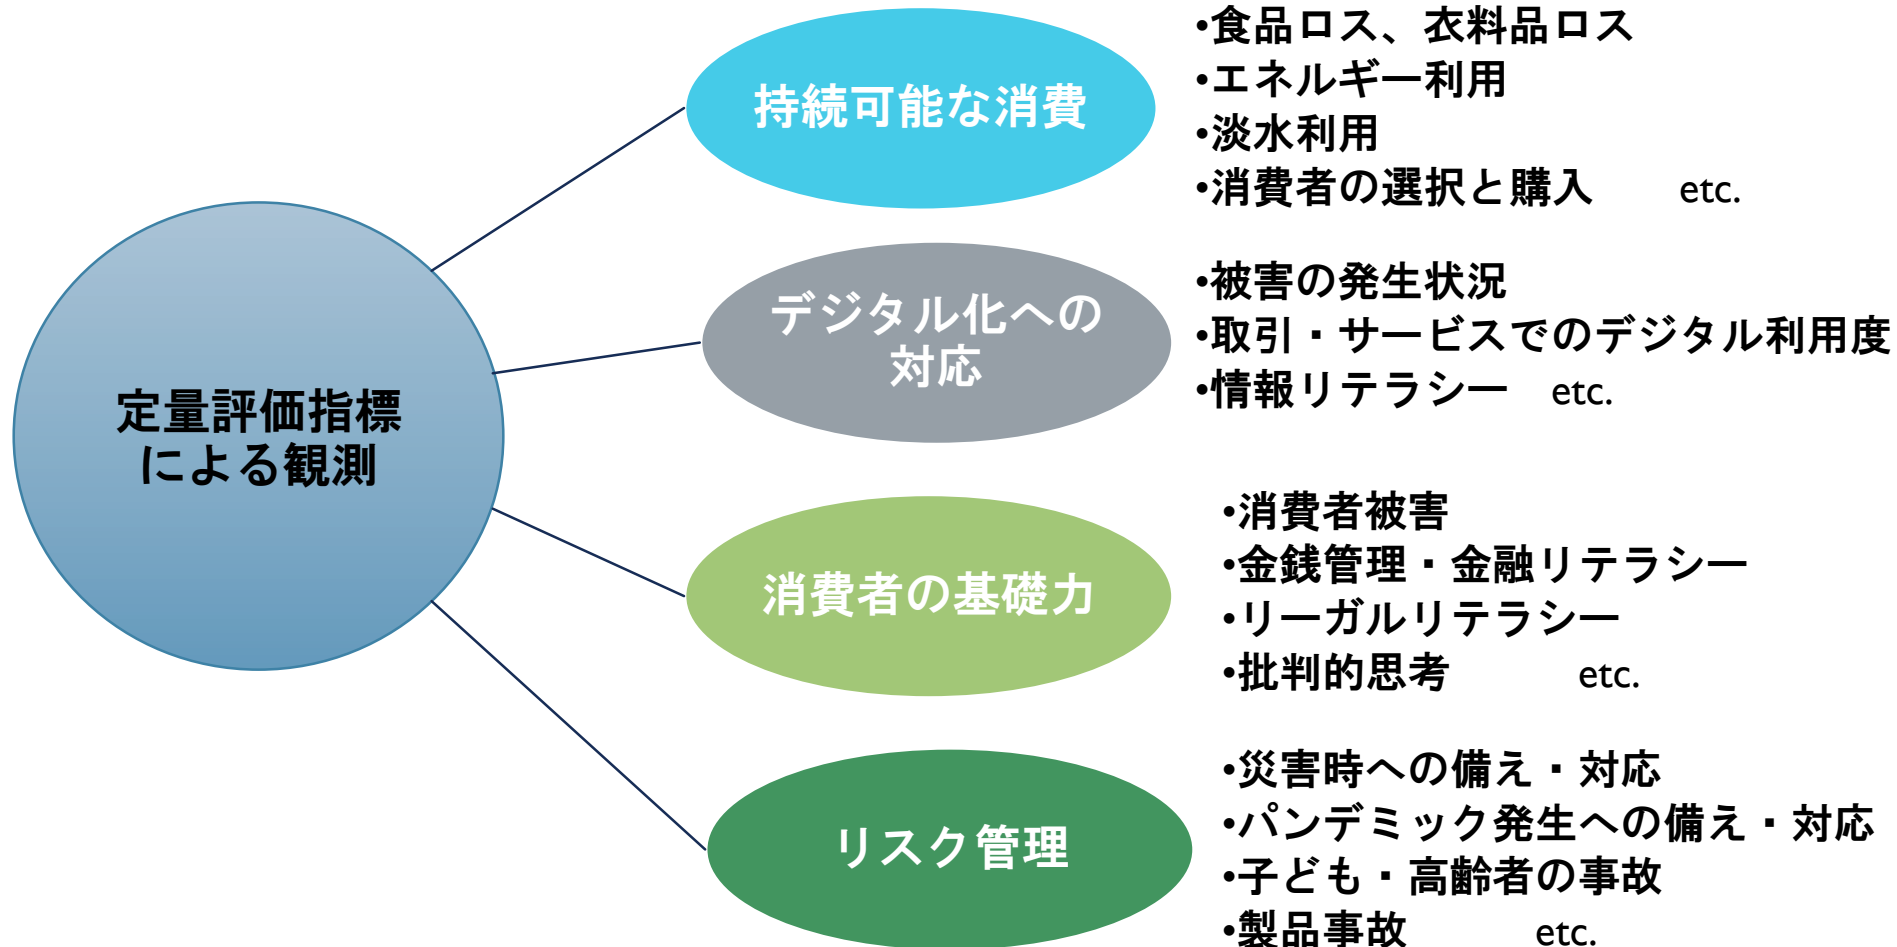 定量評価指標
による観測
持続可能な消費
•食品ロス、衣料品ロス
•エネルギー利用
•淡水利用
•消費者の選択と購入 etc.
デジタル化への
対応
•被害の発生状況
•取引・サービスでのデジタル利用度
•情報リテラシー etc.
消費者の基礎力
•消費者被害
•金銭管理・金融リテラシー
•リーガルリテラシー
•批判的思考 etc.
リスク管理
•災害時への備え・対応
•パンデミック発生への備え・対応
•子ども・高齢者の事故
•製品事故 etc.